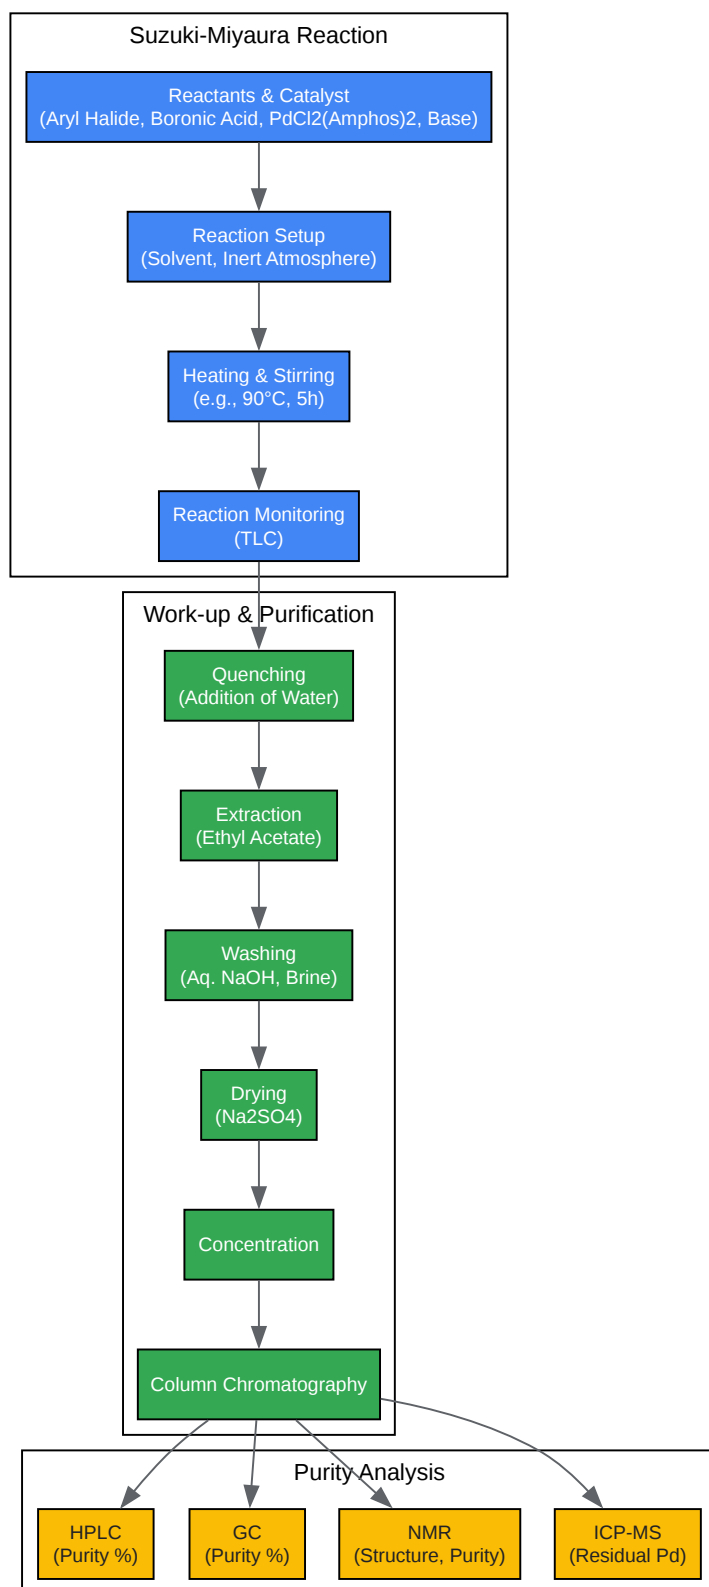 Suzuki-Miyaura Reaction
Reactants & Catalyst
(Aryl Halide, Boronic Acid, PdCl2(Amphos)2, Base)
Reaction Setup
(Solvent, Inert Atmosphere)
Heating & Stirring
(e.g., 90°C, 5h)
Reaction Monitoring
(TLC)
Work-up & Purification
Quenching
(Addition of Water)
Extraction
(Ethyl Acetate)
Washing
(Aq. NaOH, Brine)
Drying
(Na2SO4)
Concentration
Column Chromatography
Purity Analysis
HPLC
(Purity %)
GC
(Purity %)
NMR
(Structure, Purity)
ICP-MS
(Residual Pd)